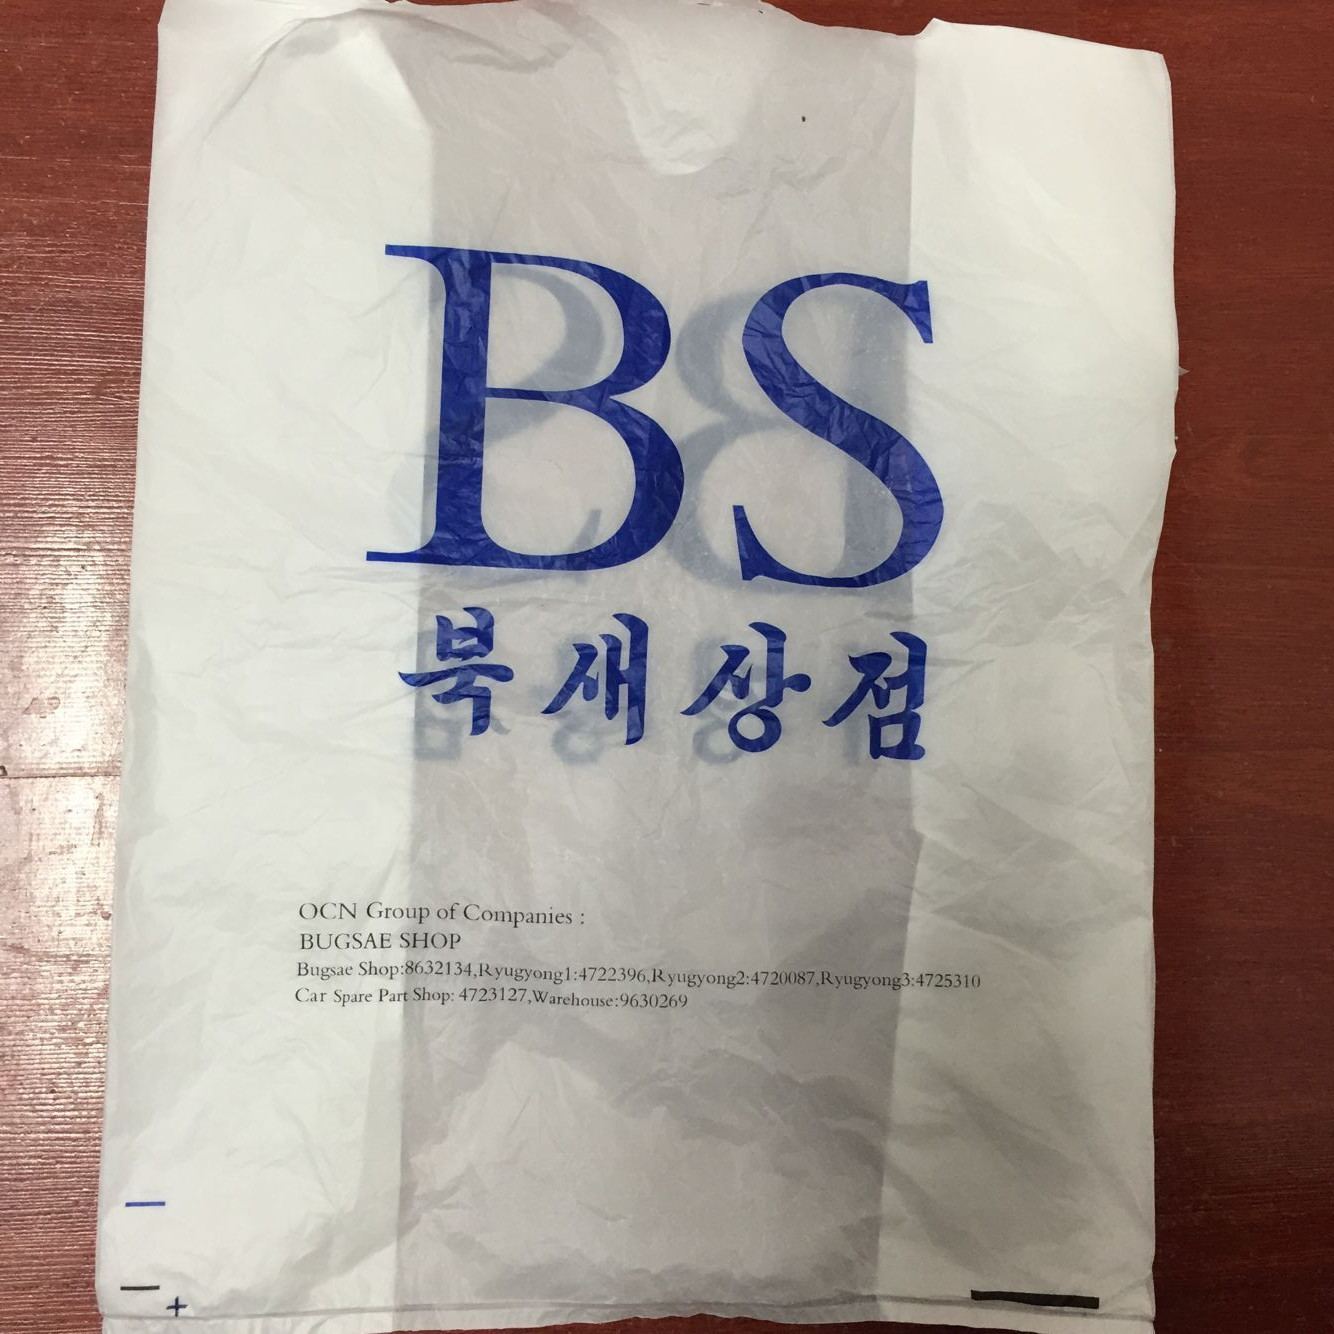 BS
북새상점
OCN Group of Companies :
BUGSAE SHOP
Bugsae Shop:8632134,Ryugyong1:4722396,Ryugyong2:4720087,Ryugyong3:4725310
Car Spare Part Shop: 4723127,Warehouse:9630269